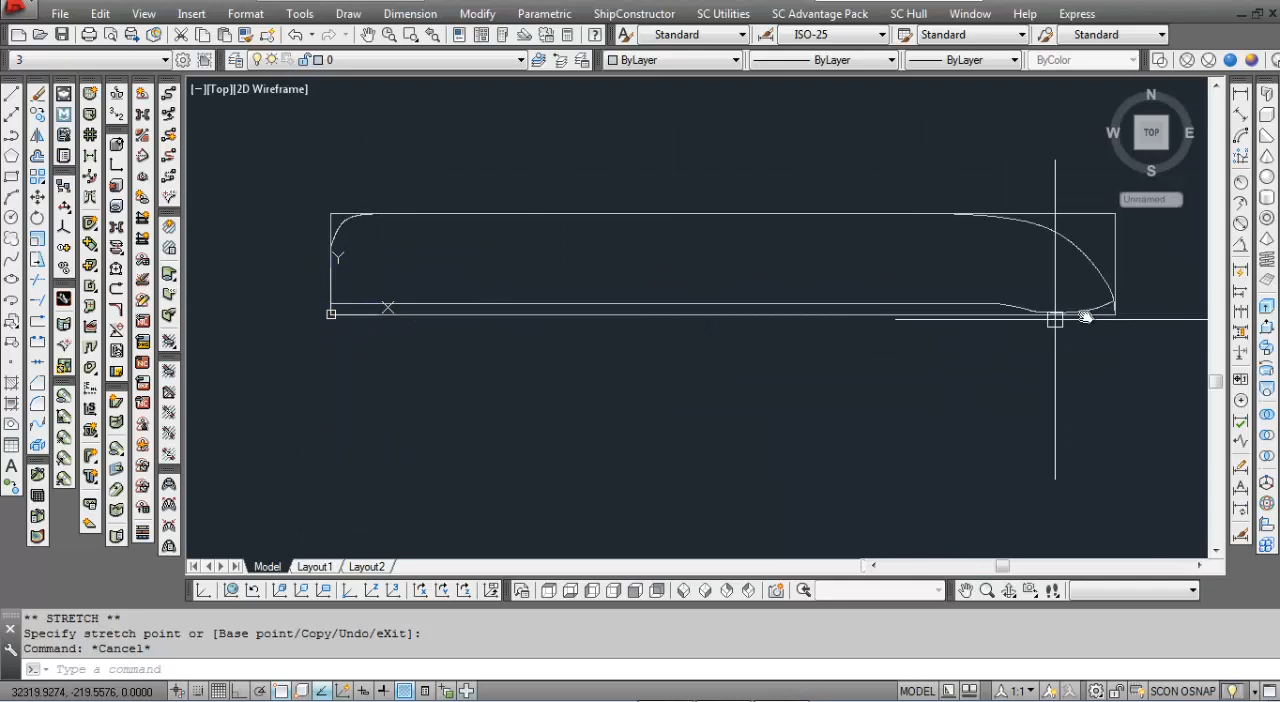 File Edit View Insert Format Tools Draw Dimension Modify Parametric ShipConstructor SC Utilities SC Advantage Pack SC Hull Window Help Express
Standard ISO-25 Standard Standard
3 0 ByLayer ByLayer ByLayer ByColor
[−][Top][2D Wireframe]
N
W TOP E
S
Unnamed
Y
X
Model Layout1 Layout2
** STRETCH **
Specify stretch point or [Base point/Copy/Undo/eXit]:
Command: *Cancel*
Type a command
32319.9274, -219.5576, 0.0000 MODEL 1:1 SCON OSNAP